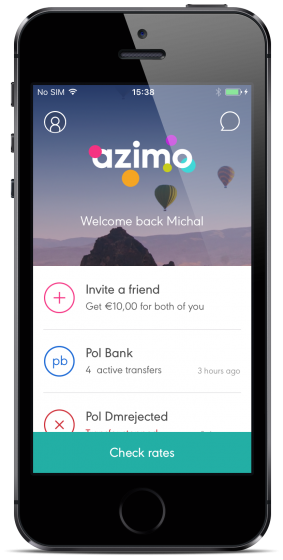 No SIM 15:38
azimo
Welcome back Michal
Invite a friend
Get €10,00 for both of you
Pol Bank
pb
4 active transfers 3 hours ago
Pol Dmrejected
Check rates